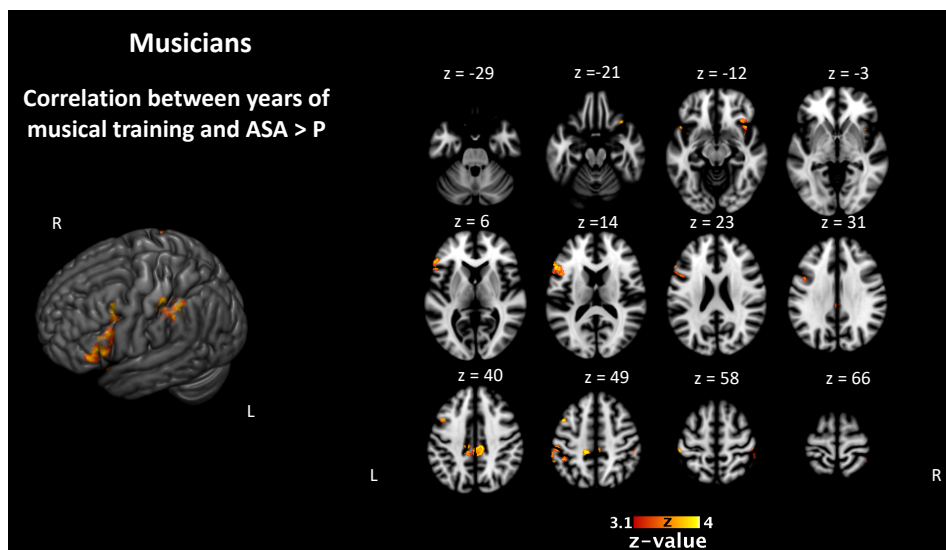 Musicians
Correlation between years of
musical training and ASA > P
R
L
z = -29
z =-21
z = -12
z = -3
z = 6
z =14
z = 23
z = 31
z = 40
z = 49
z = 58
z = 66
L
R
3.1 z 4
z-value